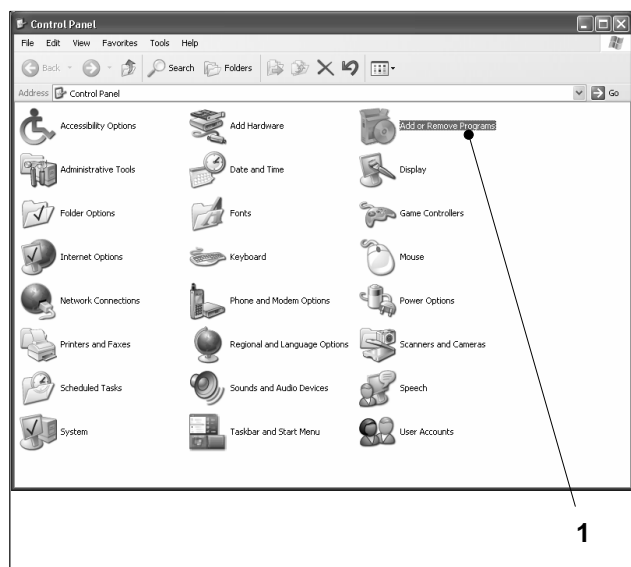 Control Panel
File Edit View Favorites Tools Help
Back Search Folders
Address Control Panel Go
Accessibility Options Add Hardware Add or Remove Programs
Administrative Tools Date and Time Display
Folder Options Fonts Game Controllers
Internet Options Keyboard Mouse
Network Connections Phone and Modem Options Power Options
Printers and Faxes Regional and Language Options Scanners and Cameras
Scheduled Tasks Sounds and Audio Devices Speech
System Taskbar and Start Menu User Accounts
1